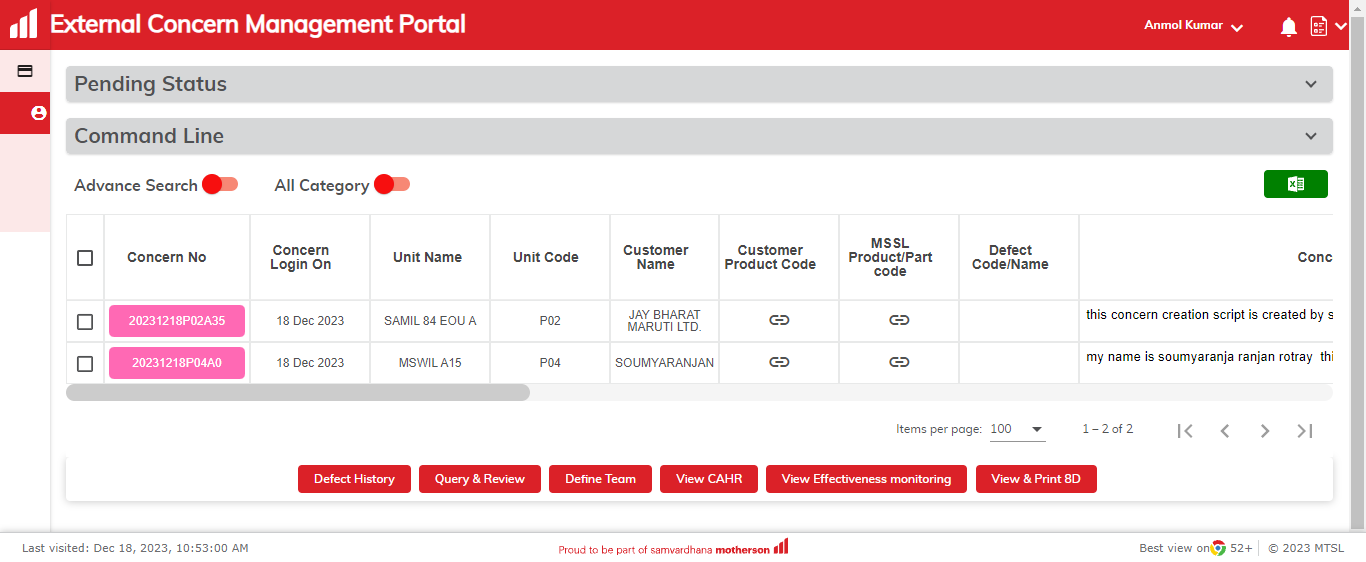 External Concern Management Portal
Anmol Kumar
Pending Status
Command Line
Advance Search
All Category
Concern No
Concern
Login On
Unit Name
Unit Code
Customer
Name
Customer
Product Code
MSSL
Product/Part
code
Defect
Code/Name
Conc
20231218P02A35
18 Dec 2023
SAMIL 84 EOU A
P02
JAY BHARAT
MARUTI LTD.
this concern creation script is created by s
20231218P04A0
18 Dec 2023
MSWIL A15
P04
SOUMYARANJAN
my name is soumyaranja ranjan rotray  thi
Items per page:
100
1 – 2 of 2
Defect History
Query & Review
Define Team
View CAHR
View Effectiveness monitoring
View & Print 8D
Last visited: Dec 18, 2023, 10:53:00 AM
Proud to be part of samvardhana motherson
Best view on 52+
© 2023 MTSL